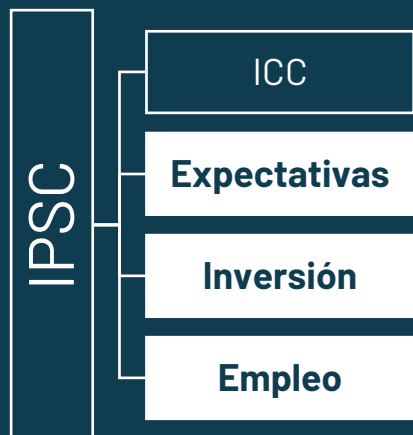 IPSC
ICC
Expectativas
Inversión
Empleo